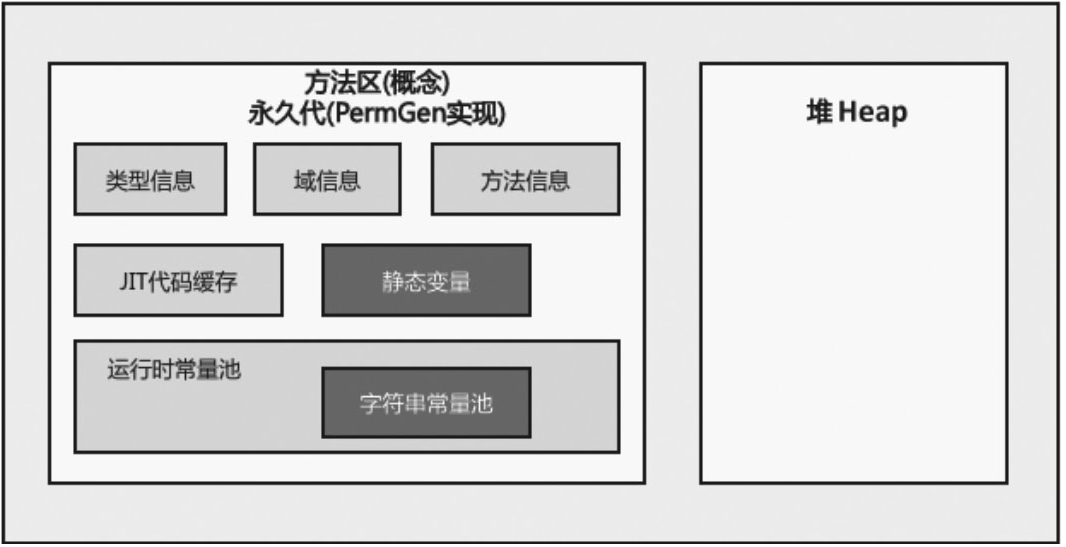 方法区(概念)
永久代(PermGen实现)
类型信息
域信息
方法信息
JIT代码缓存
静态变量
运行时常量池
字符串常量池
堆 Heap